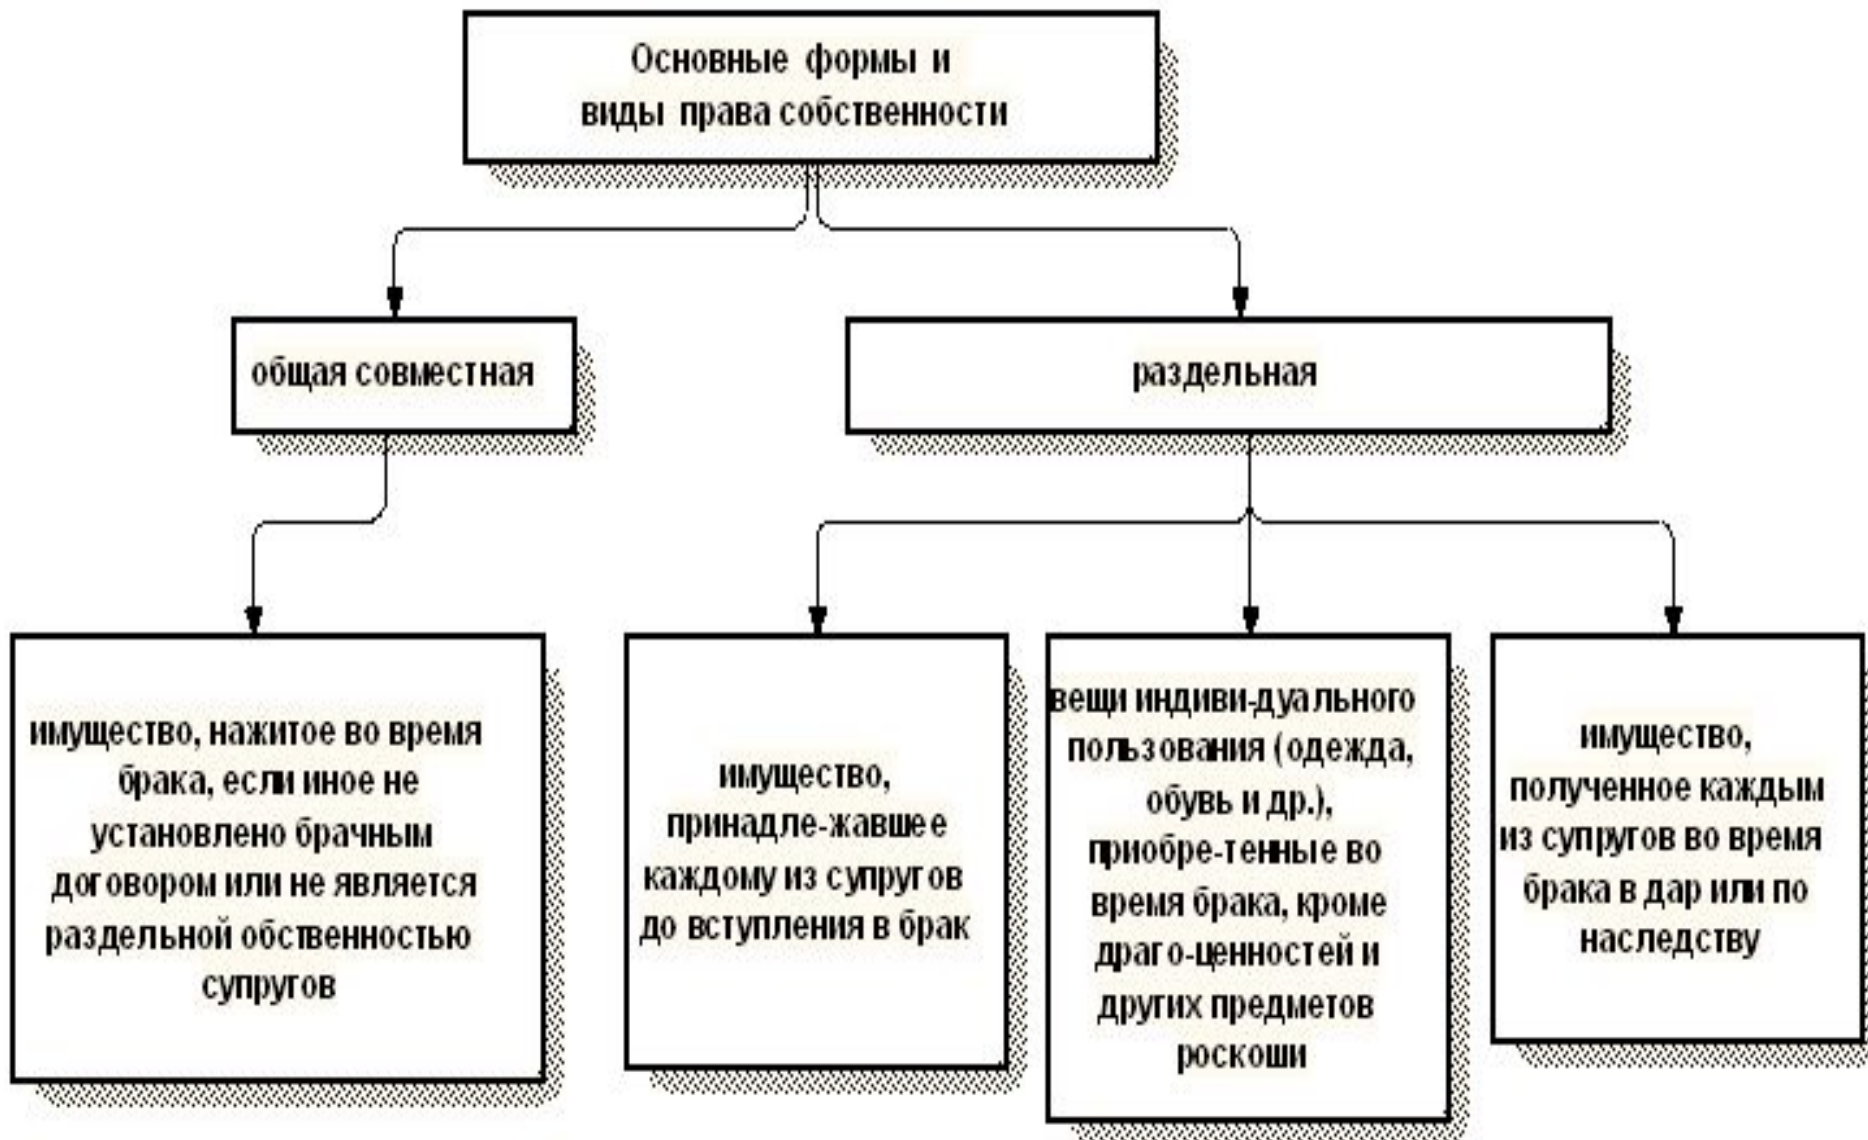 Основные формы и
виды права собственности
общая совместная
раздельная
имущество, нажитое во время
брака, если иное не
установлено брачным
договором или не является
раздельной обственностью
супругов
имущество,
принадле-жавшее
каждому из супругов
до вступления в брак
вещи индиви-дуального
пользования (одежда,
обувь и др.),
приобре-тенные во
время брака, кроме
драго-ценностей и
других предметов
роскоши
имущество,
полученное каждым
из супругов во время
брака в дар или по
наследству